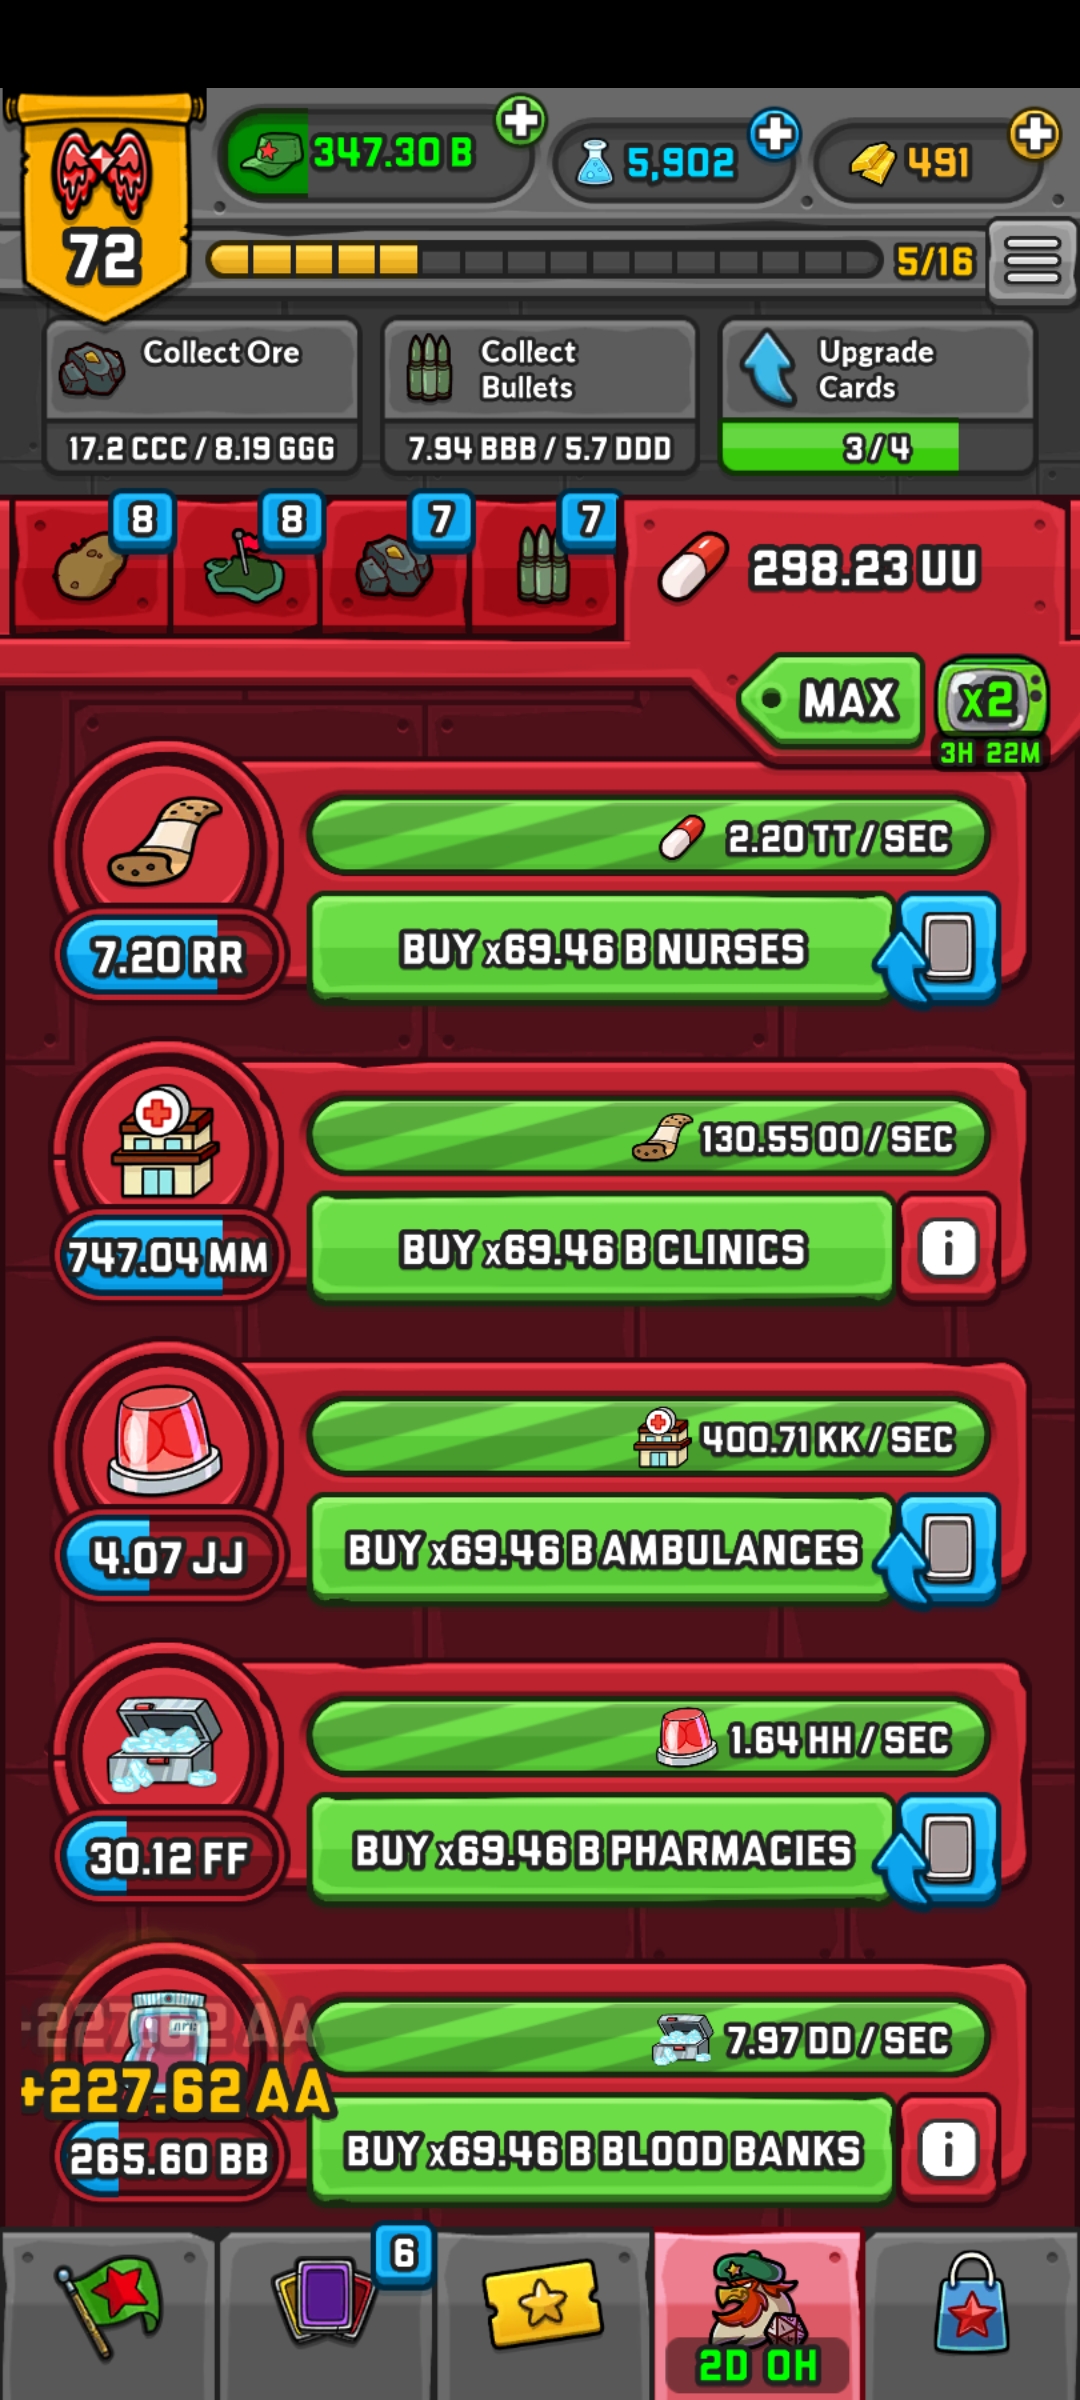 347.30 B
5,902
491
72
5/16
Collect Ore
17.2 CCC / 8.19 GGG
Collect
Bullets
7.94 BBB / 5.7 DDD
Upgrade
Cards
3/4
8
8
7
7
298.23 UU
MAX
x2
3H 22M
2.20 TT / SEC
7.20 RR
BUY x69.46 B NURSES
130.55 OO / SEC
747.04 MM
BUY x69.46 B CLINICS
i
400.71 KK / SEC
4.07 JJ
BUY x69.46 B AMBULANCES
1.64 HH / SEC
30.12 FF
BUY x69.46 B PHARMACIES
-227.62 AA
+227.62 AA
7.97 DD / SEC
265.60 BB
BUY x69.46 B BLOOD BANKS
i
6
2D 0H